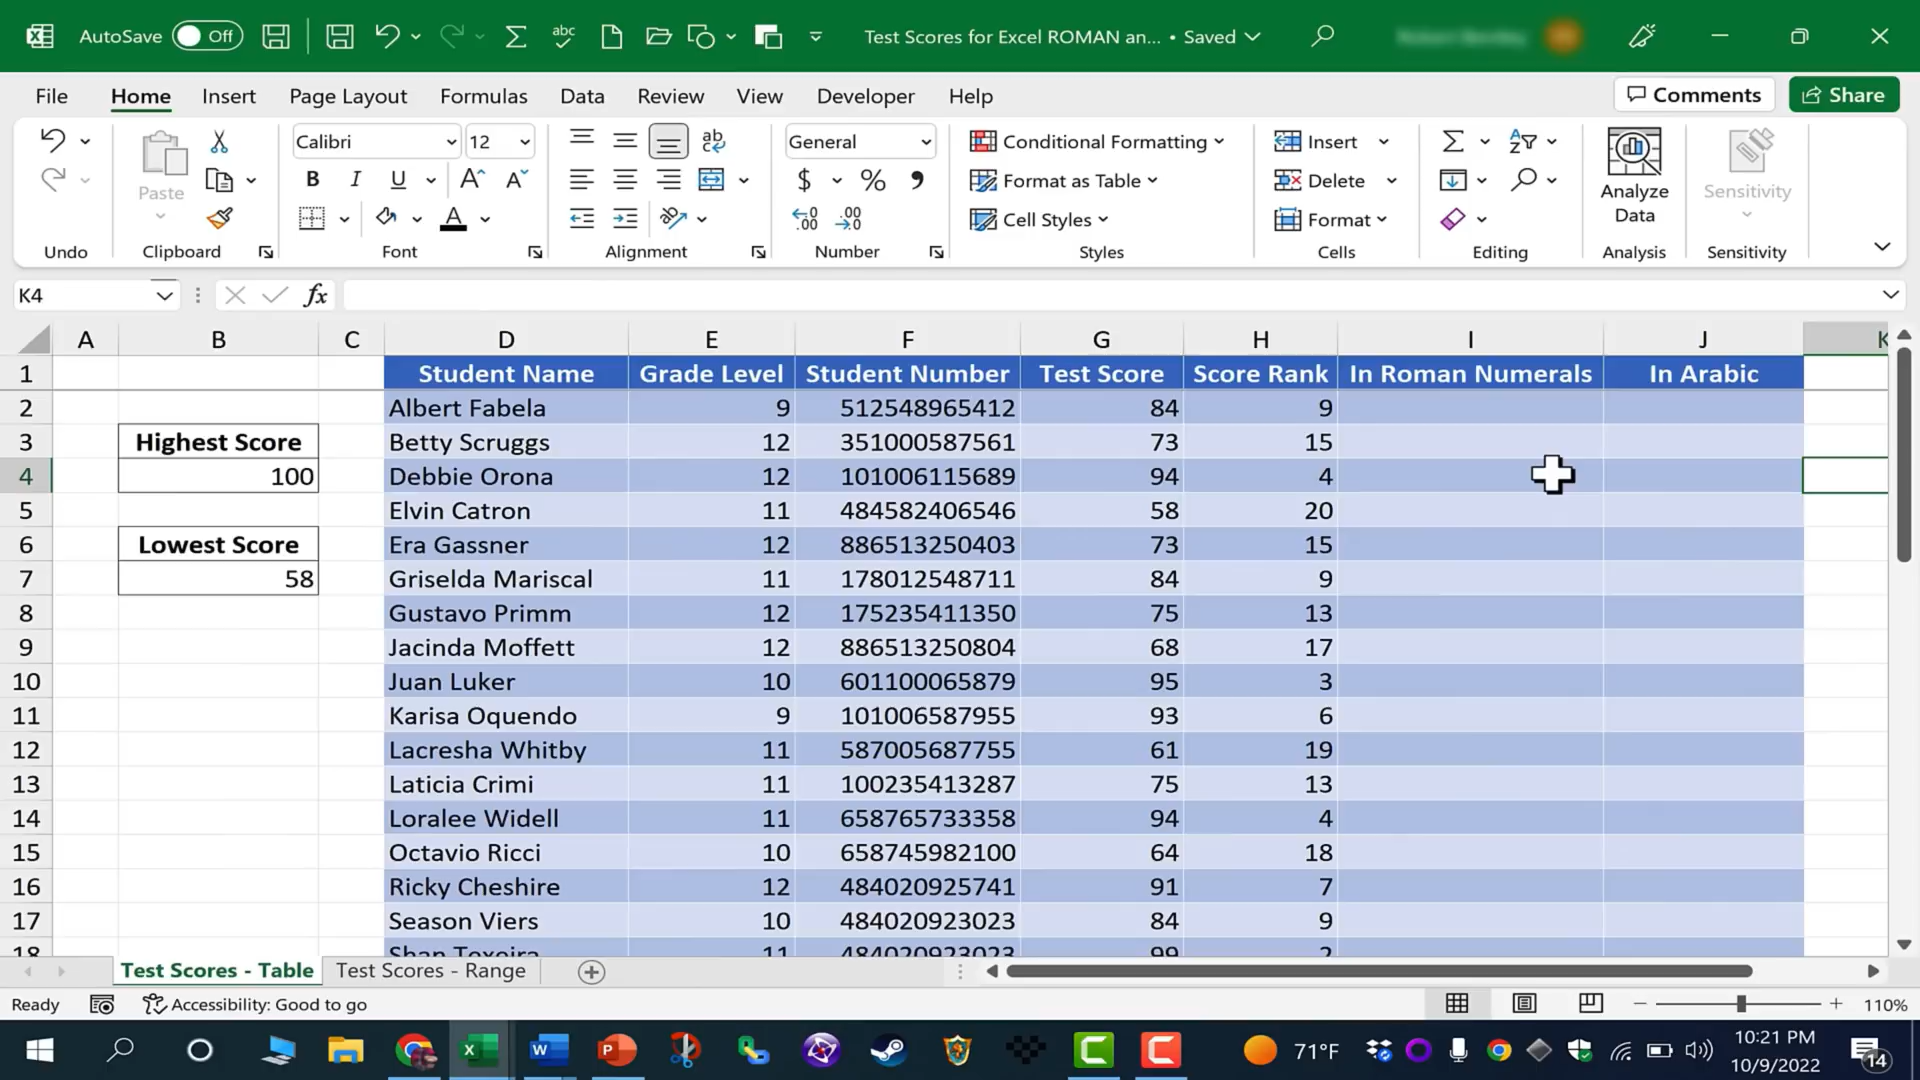 AutoSave Off Test Scores for Excel ROMAN an... • Saved
File Home Insert Page Layout Formulas Data Review View Developer Help Comments Share
Calibri 12 General Conditional Formatting Insert
Paste B I U $ % Format as Table Delete Analyze Data Sensitivity
Cell Styles Format
Undo Clipboard Font Alignment Number Styles Cells Editing Analysis Sensitivity
K4 fx
A B C D E F G H I J K
1 Student Name Grade Level Student Number Test Score Score Rank In Roman Numerals In Arabic
2 Albert Fabela 9 512548965412 84 9
3 Highest Score Betty Scruggs 12 351000587561 73 15
4 100 Debbie Orona 12 101006115689 94 4
5 Elvin Catron 11 484582406546 58 20
6 Lowest Score Era Gassner 12 886513250403 73 15
7 58 Griselda Mariscal 11 178012548711 84 9
8 Gustavo Primm 12 175235411350 75 13
9 Jacinda Moffett 12 886513250804 68 17
10 Juan Luker 10 601100065879 95 3
11 Karisa Oquendo 9 101006587955 93 6
12 Lacresha Whitby 11 587005687755 61 19
13 Laticia Crimi 11 100235413287 75 13
14 Loralee Widell 11 658765733358 94 4
15 Octavio Ricci 10 658745982100 64 18
16 Ricky Cheshire 12 484020925741 91 7
17 Season Viers 10 484020923023 84 9
18 Shan Texeira 11 484020923023 99 2
Test Scores - Table Test Scores - Range
Ready Accessibility: Good to go 110%
71°F 10:21 PM
10/9/2022 14